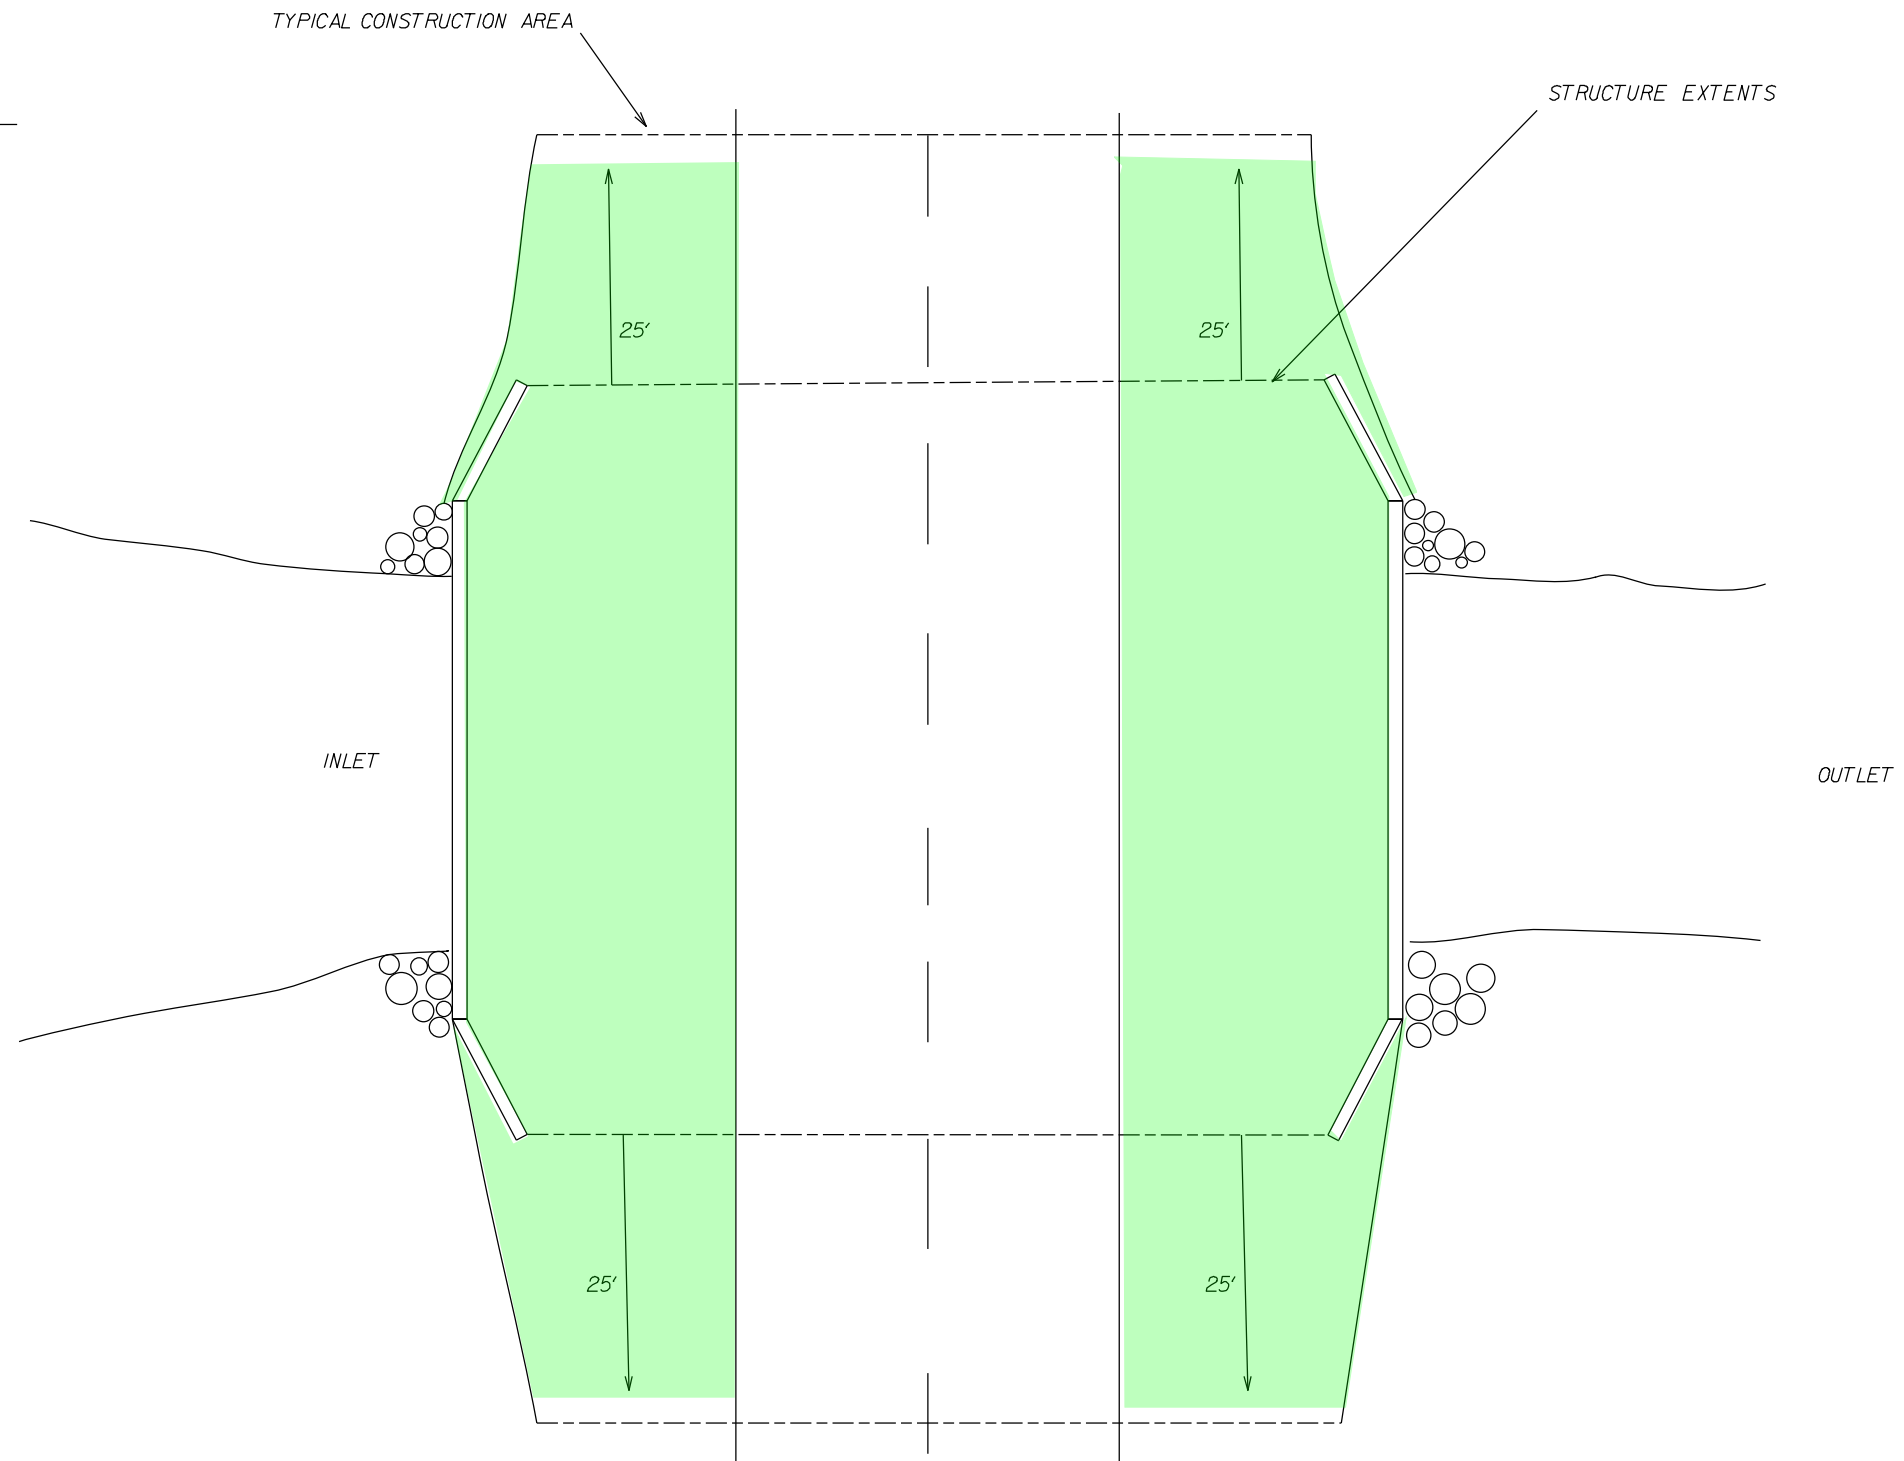 TYPICAL CONSTRUCTION AREA
STRUCTURE EXTENTS
25'
25'
INLET
OUTLET
25'
25'